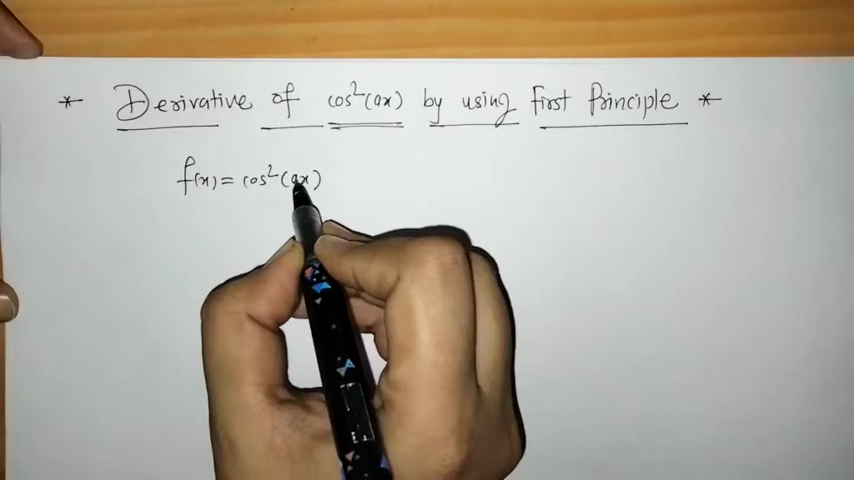 * Derivative of cos²(ax) by using First Principle *
f(x) = cos²(ax)